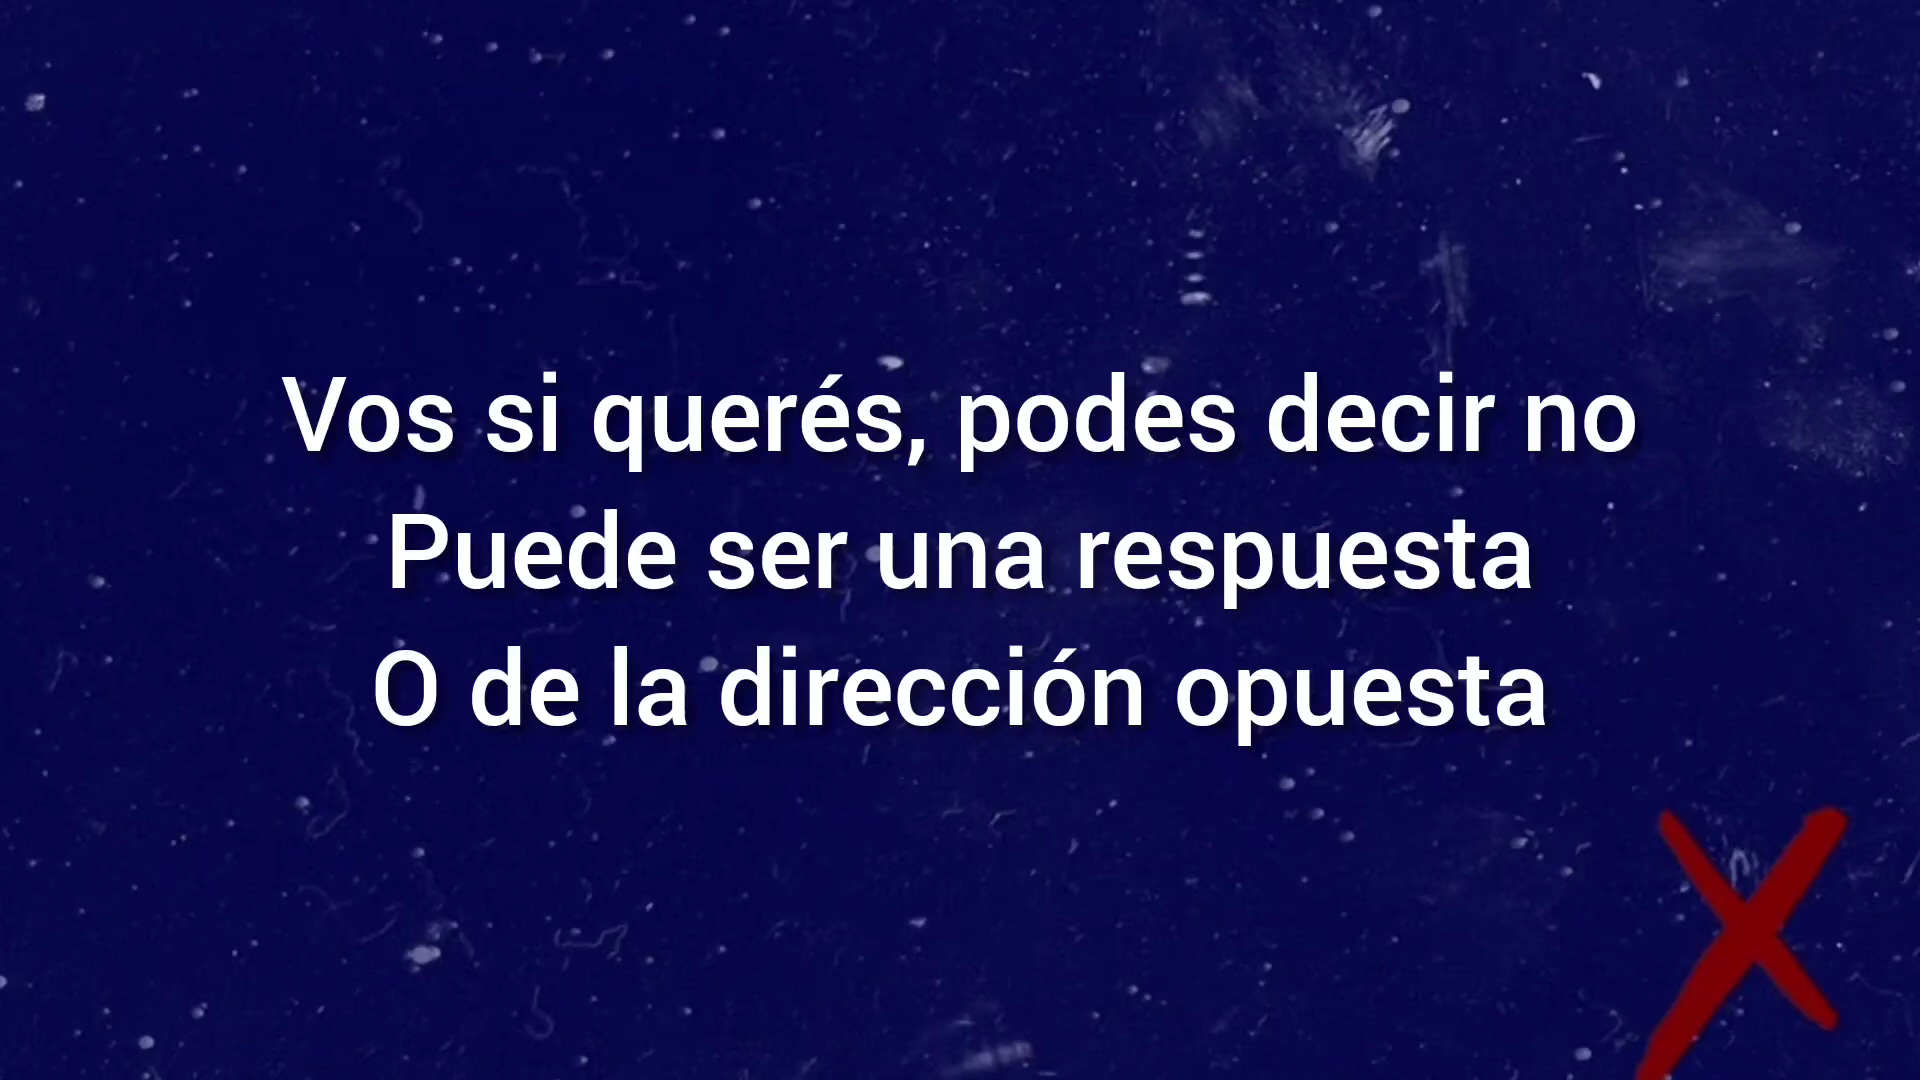 Vos si querés, podes decir no
Puede ser una respuesta
O de la dirección opuesta